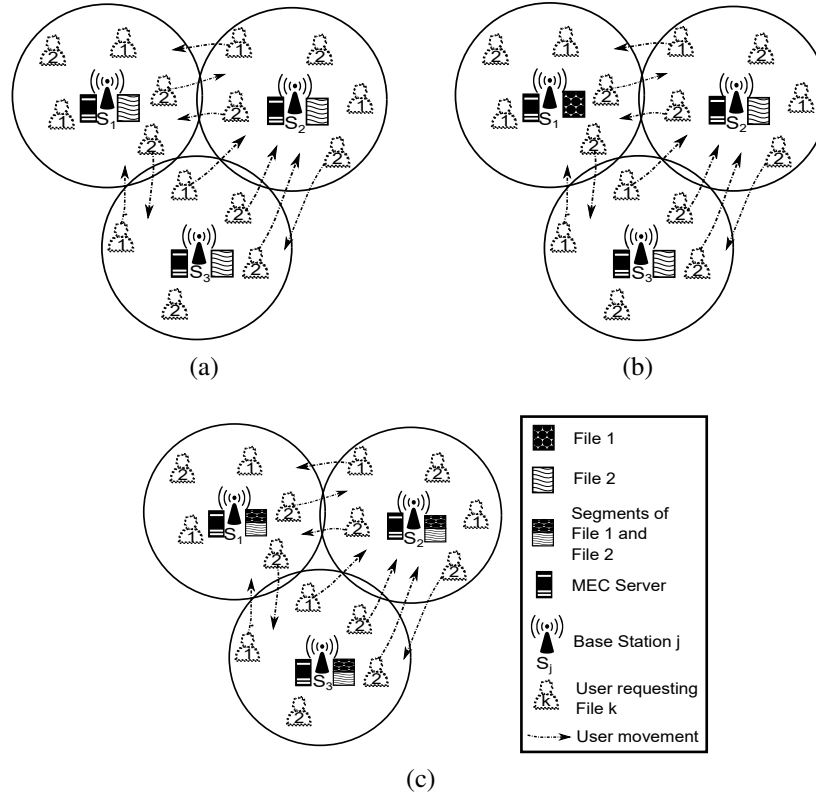 2 1 1 2
2 1
1 S1 2 S2
2 2
1
2
1 S3 2
2
(a)
2 1 1 2
2 1
1 S1 2 S2
2 2
1
2
1 S3 2
2
(b)
2 1 1 2
2 1
1 S1 2 S2
2 2
1
2
1 S3 2
2
(c)
File 1
File 2
Segments of
File 1 and
File 2
MEC Server
Base Station j
Sj
User requesting
k
File k
User movement